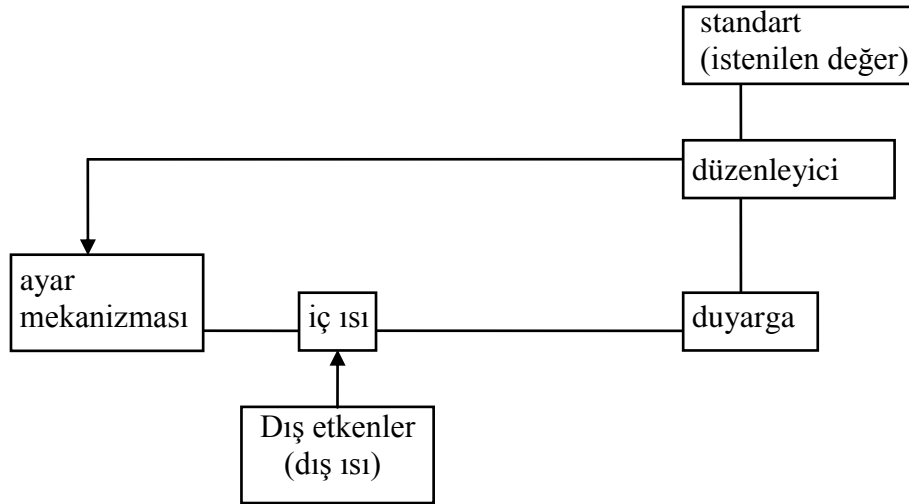 standart
(istenilen değer)
düzenleyici
ayar
mekanizması
iç ısı
duyarga
Dış etkenler
(dış ısı)